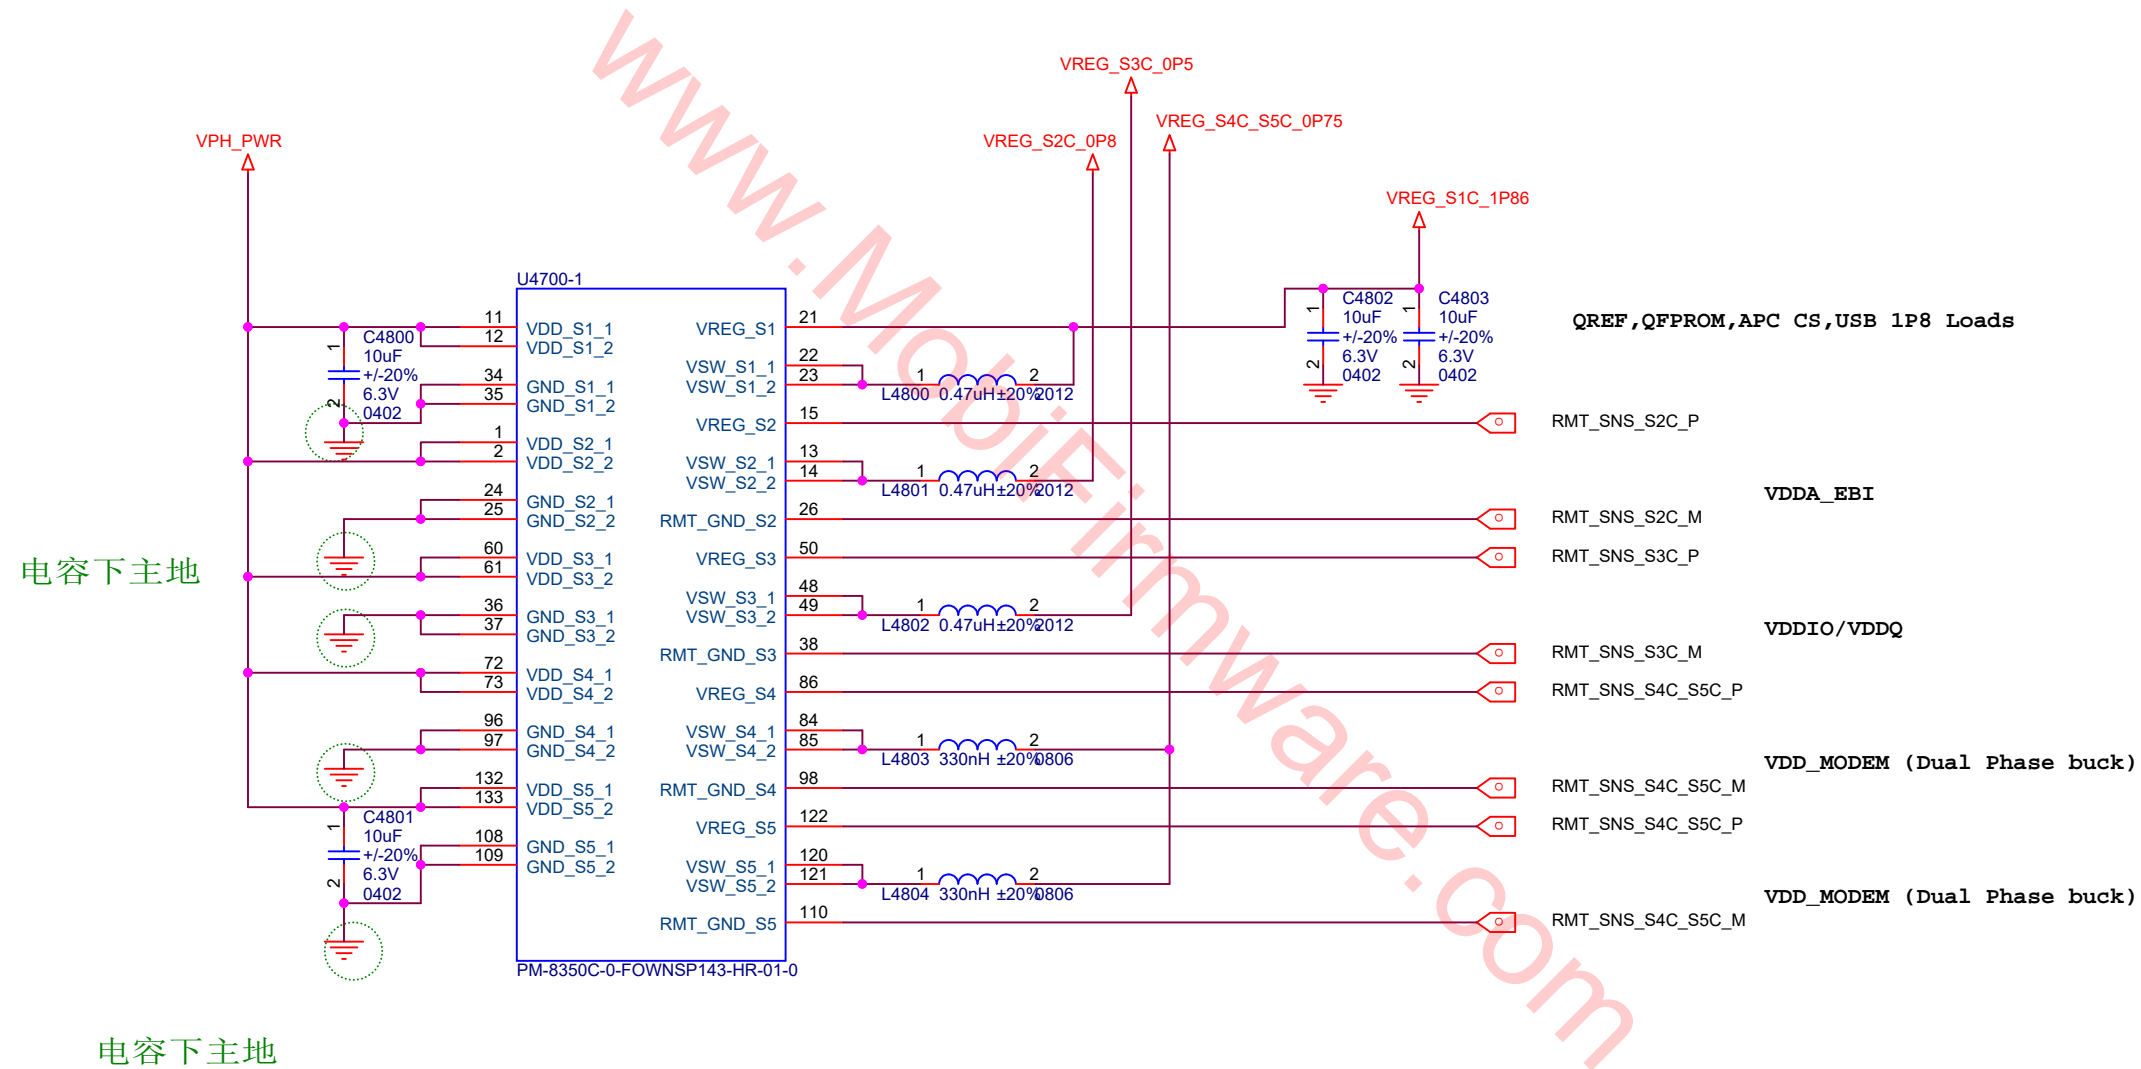 VREG_S3C_0P5
VREG_S4C_S5C_0P75
VPH_PWR
VREG_S2C_0P8
VREG_S1C_1P86
U4700-1
11 VDD_S1_1
12 VDD_S1_2
34 GND_S1_1
35 GND_S1_2
1 VDD_S2_1
2 VDD_S2_2
24 GND_S2_1
25 GND_S2_2
60 VDD_S3_1
61 VDD_S3_2
36 GND_S3_1
37 GND_S3_2
72 VDD_S4_1
73 VDD_S4_2
96 GND_S4_1
97 GND_S4_2
132 VDD_S5_1
133 VDD_S5_2
108 GND_S5_1
109 GND_S5_2
VREG_S1 21
VSW_S1_1 22
VSW_S1_2 23
VREG_S2 15
VSW_S2_1 13
VSW_S2_2 14
RMT_GND_S2 26
VREG_S3 50
VSW_S3_1 48
VSW_S3_2 49
RMT_GND_S3 38
VREG_S4 86
VSW_S4_1 84
VSW_S4_2 85
RMT_GND_S4 98
VREG_S5 122
VSW_S5_1 120
VSW_S5_2 121
RMT_GND_S5 110
PM-8350C-0-FOWNSP143-HR-01-0
1
C4800
10uF
+/-20%
6.3V
0402
2
1
C4801
10uF
+/-20%
6.3V
0402
2
1 2
L4800 0.47uH±20% 2012
1 2
L4801 0.47uH±20% 2012
1 2
L4802 0.47uH±20% 2012
1 2
L4803 330nH ±20% 0806
1 2
L4804 330nH ±20% 0806
1
C4802
10uF
+/-20%
6.3V
0402
2
1
C4803
10uF
+/-20%
6.3V
0402
2
QREF,QFPROM,APC CS,USB 1P8 Loads
RMT_SNS_S2C_P
VDDA_EBI
RMT_SNS_S2C_M
RMT_SNS_S3C_P
VDDIO/VDDQ
RMT_SNS_S3C_M
RMT_SNS_S4C_S5C_P
VDD_MODEM (Dual Phase buck)
RMT_SNS_S4C_S5C_M
RMT_SNS_S4C_S5C_P
VDD_MODEM (Dual Phase buck)
RMT_SNS_S4C_S5C_M
电容下主地
电容下主地
www.MobiFirmware.com